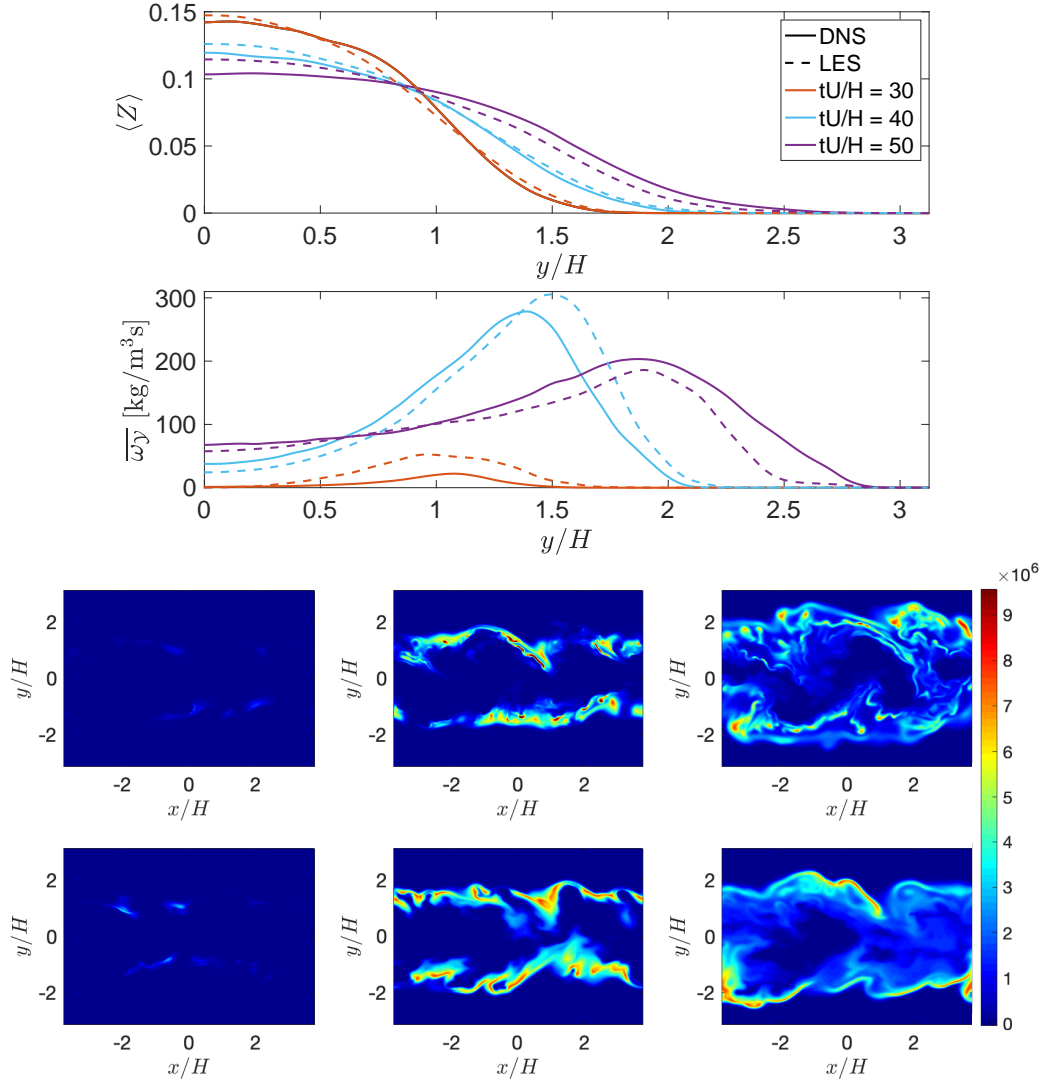 0.15
0.1
0.05
0
⟨Z⟩
DNS
LES
tU/H = 30
tU/H = 40
tU/H = 50
0 0.5 1 1.5 2 2.5 3
y/H
300
200
100
0
ω̅y̅ [kg/m³s]
0 0.5 1 1.5 2 2.5 3
y/H
×10⁶
9
8
7
6
5
4
3
2
1
0
2
0
-2
y/H
-2 0 2
x/H
2
0
-2
y/H
-2 0 2
x/H
2
0
-2
y/H
-2 0 2
x/H
2
0
-2
y/H
-2 0 2
x/H
2
0
-2
y/H
-2 0 2
x/H
2
0
-2
y/H
-2 0 2
x/H